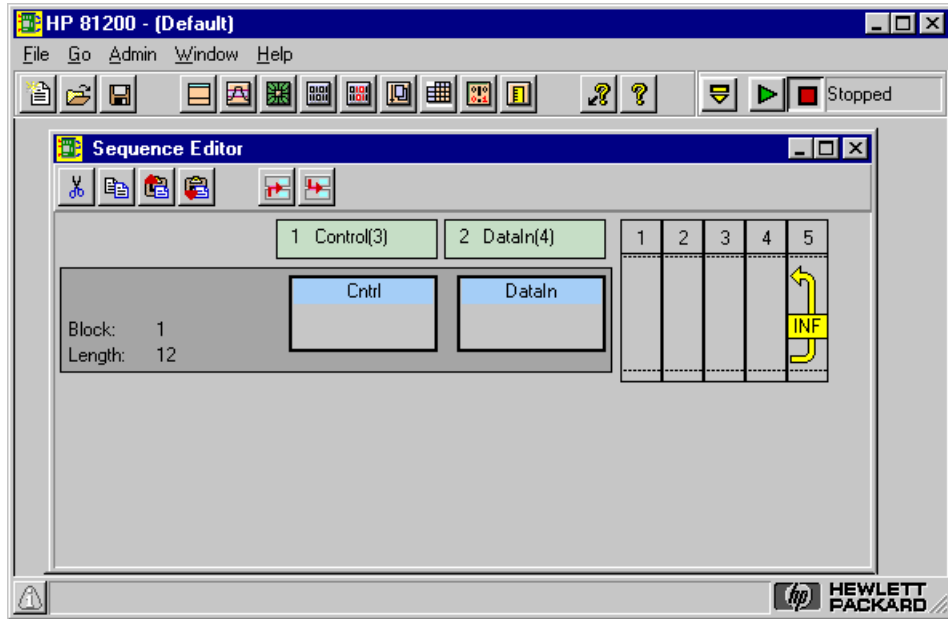 HP 81200 - (Default)
File Go Admin Window Help
Stopped
Sequence Editor
1 Control(3) 2 DataIn(4) 1 2 3 4 5
Cntrl DataIn
INF
Block: 1
Length: 12
hp HEWLETT
PACKARD